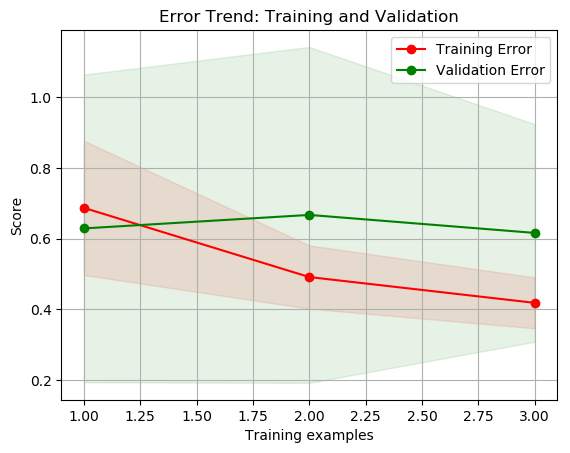 Error Trend: Training and Validation
Training Error
Validation Error
Score
1.0
0.8
0.6
0.4
0.2
1.00 1.25 1.50 1.75 2.00 2.25 2.50 2.75 3.00
Training examples